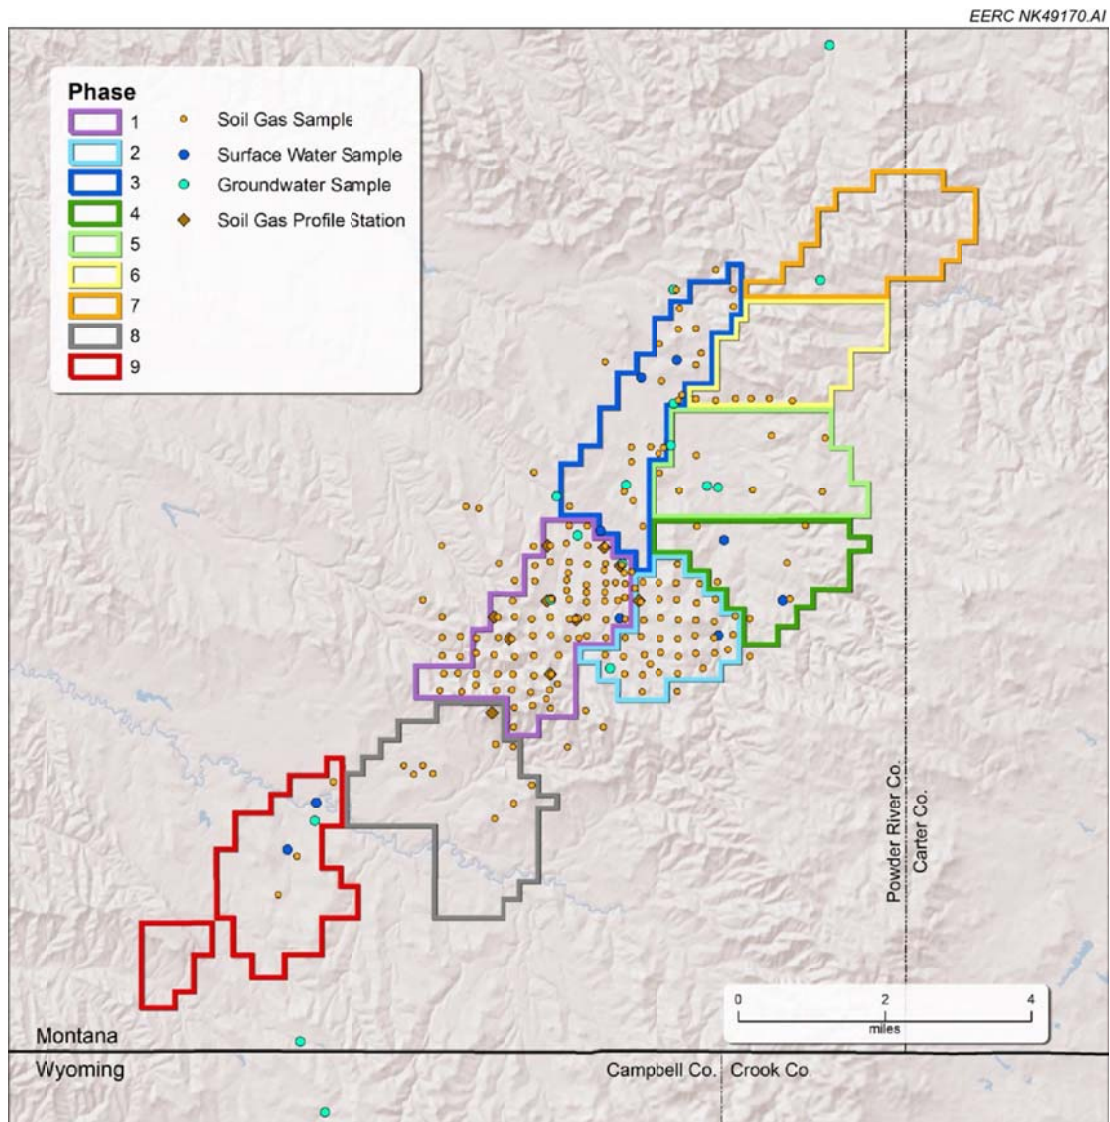 EERC NK49170.AI
Phase
1
2
3
4
5
6
7
8
9
Soil Gas Sample
Surface Water Sample
Groundwater Sample
Soil Gas Profile Station
Powder River Co.
Carter Co.
0 2 4
miles
Montana
Wyoming
Campbell Co. Crook Co.